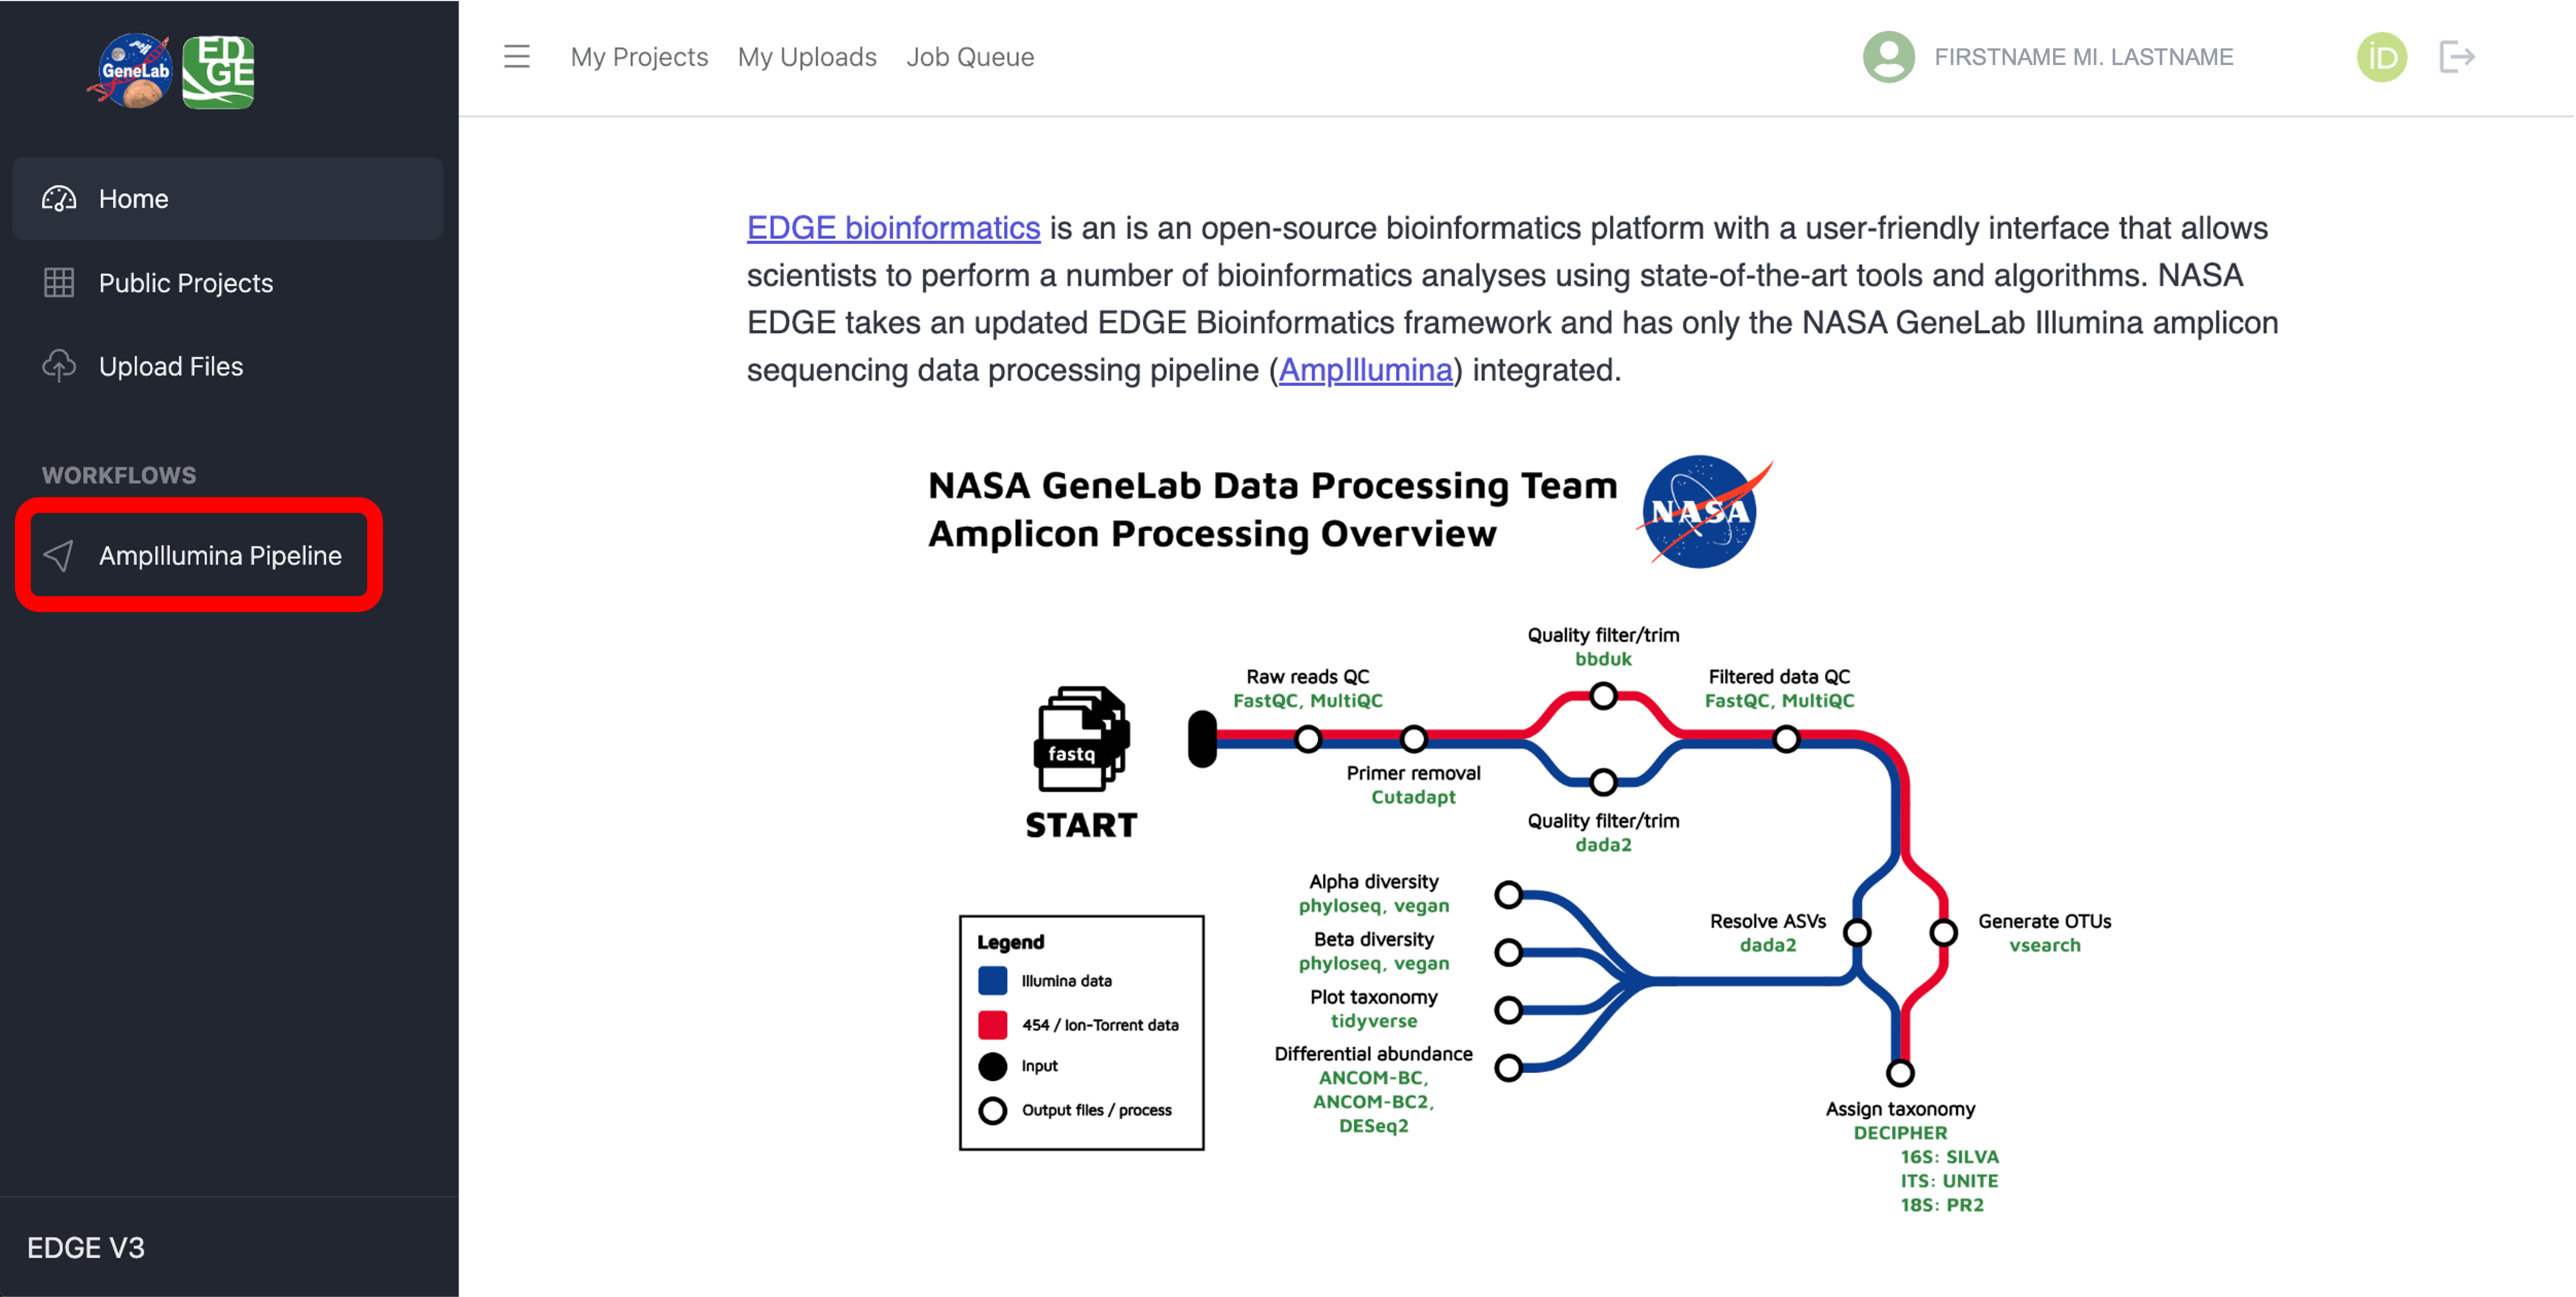 GeneLab
ED
GE
My Projects
My Uploads
Job Queue
FIRSTNAME MI. LASTNAME
iD
Home
Public Projects
Upload Files
WORKFLOWS
AmpIllumina Pipeline
EDGE V3
EDGE bioinformatics is an is an open-source bioinformatics platform with a user-friendly interface that allows
scientists to perform a number of bioinformatics analyses using state-of-the-art tools and algorithms. NASA
EDGE takes an updated EDGE Bioinformatics framework and has only the NASA GeneLab Illumina amplicon
sequencing data processing pipeline (AmpIllumina) integrated.
NASA GeneLab Data Processing Team
Amplicon Processing Overview
NASA
fastq
START
Raw reads QC
FastQC, MultiQC
Primer removal
Cutadapt
Quality filter/trim
bbduk
Quality filter/trim
dada2
Filtered data QC
FastQC, MultiQC
Resolve ASVs
dada2
Generate OTUs
vsearch
Alpha diversity
phyloseq, vegan
Beta diversity
phyloseq, vegan
Plot taxonomy
tidyverse
Differential abundance
ANCOM-BC,
ANCOM-BC2,
DESeq2
Assign taxonomy
DECIPHER
16S: SILVA
ITS: UNITE
18S: PR2
Legend
Illumina data
454 / Ion-Torrent data
Input
Output files / process